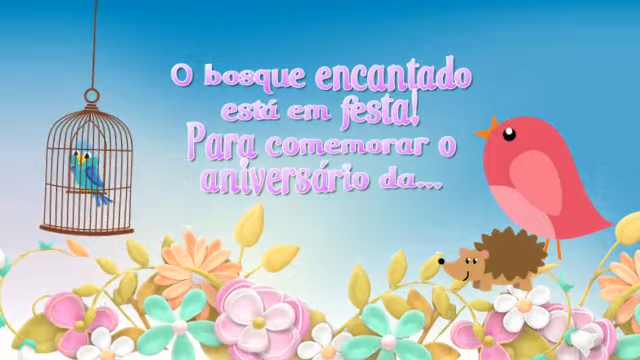 O bosque encantado
está em festa!
Para comemorar o
aniversário da...